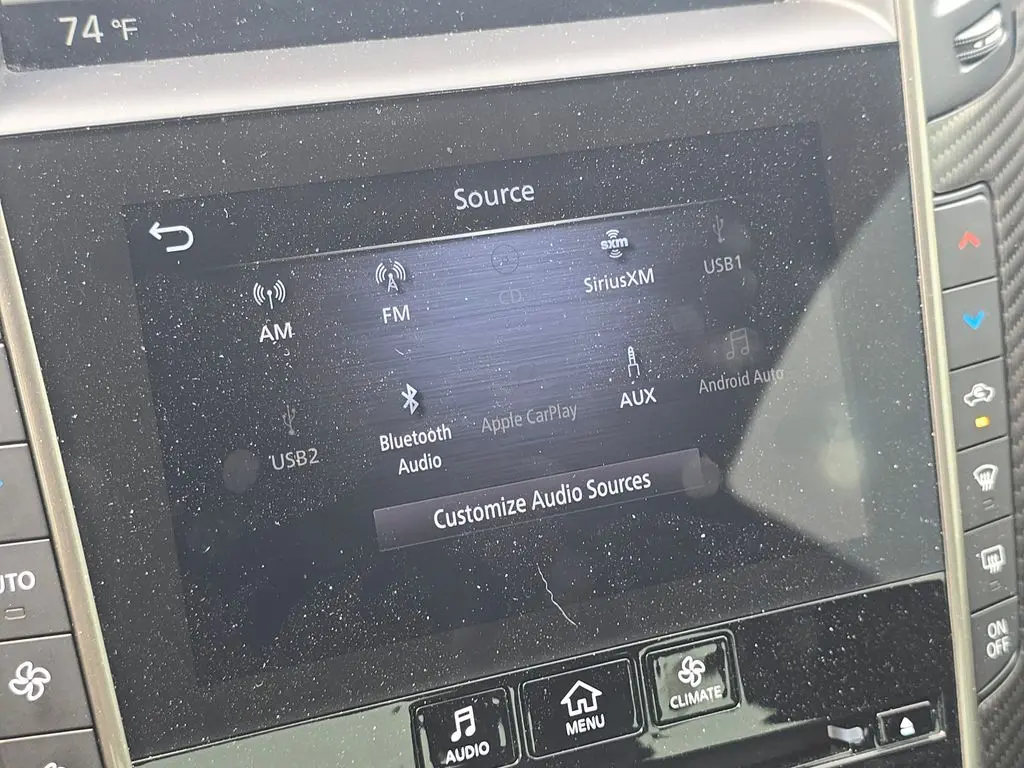 74 °F
Source
AM
FM
CD
sxm
SiriusXM
USB1
USB2
Bluetooth
Audio
Apple CarPlay
AUX
Android Auto
Customize Audio Sources
UTO
AUDIO
MENU
CLIMATE
ON
OFF